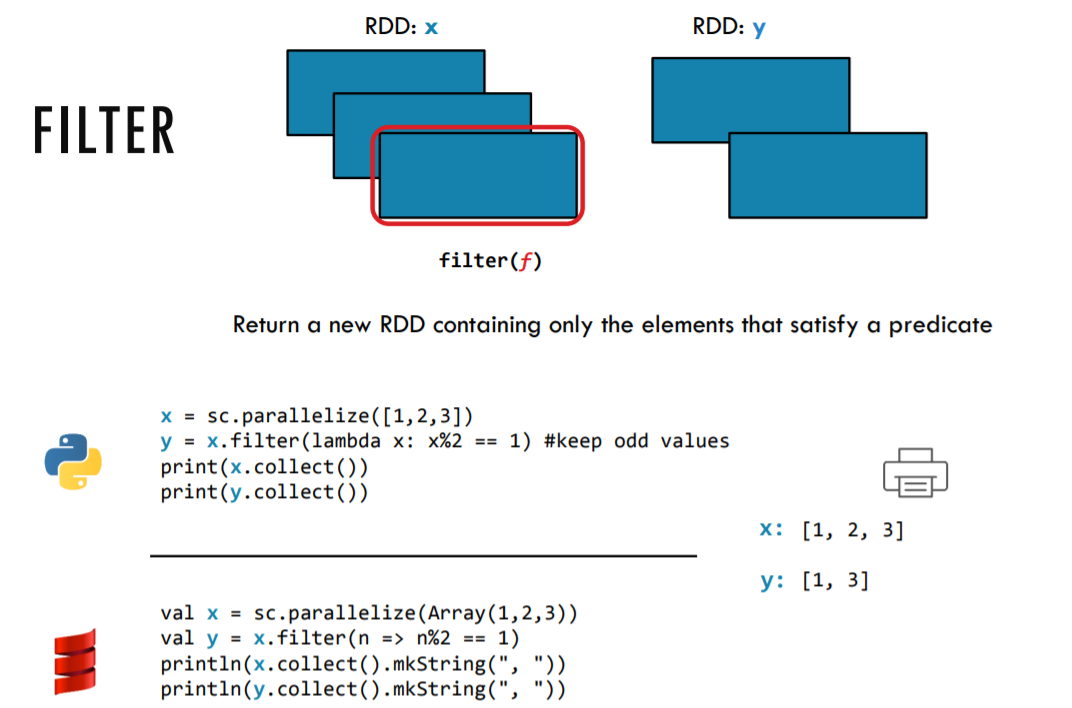 RDD: x
RDD: y
FILTER
filter(f)
Return a new RDD containing only the elements that satisfy a predicate
x = sc.parallelize([1,2,3])
y = x.filter(lambda x: x%2 == 1) #keep odd values
print(x.collect())
print(y.collect())
x: [1, 2, 3]
y: [1, 3]
val x = sc.parallelize(Array(1,2,3))
val y = x.filter(n => n%2 == 1)
println(x.collect().mkString(", "))
println(y.collect().mkString(", "))